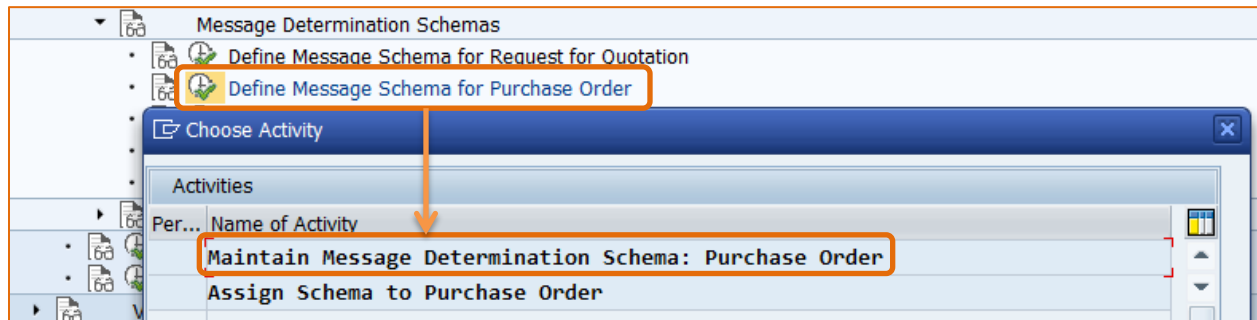 Message Determination Schemas
Define Message Schema for Request for Quotation
Define Message Schema for Purchase Order
Choose Activity
Activities
Per... Name of Activity
Maintain Message Determination Schema: Purchase Order
Assign Schema to Purchase Order